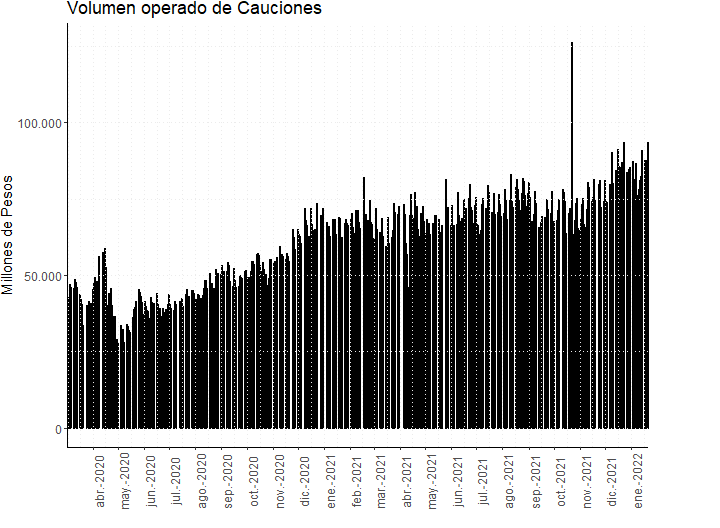 Volumen operado de Cauciones
Millones de Pesos
100.000
50.000
0
abr.-2020
may.-2020
jun.-2020
jul.-2020
ago.-2020
sep.-2020
oct.-2020
nov.-2020
dic.-2020
ene.-2021
feb.-2021
mar.-2021
abr.-2021
may.-2021
jun.-2021
jul.-2021
ago.-2021
sep.-2021
oct.-2021
nov.-2021
dic.-2021
ene.-2022